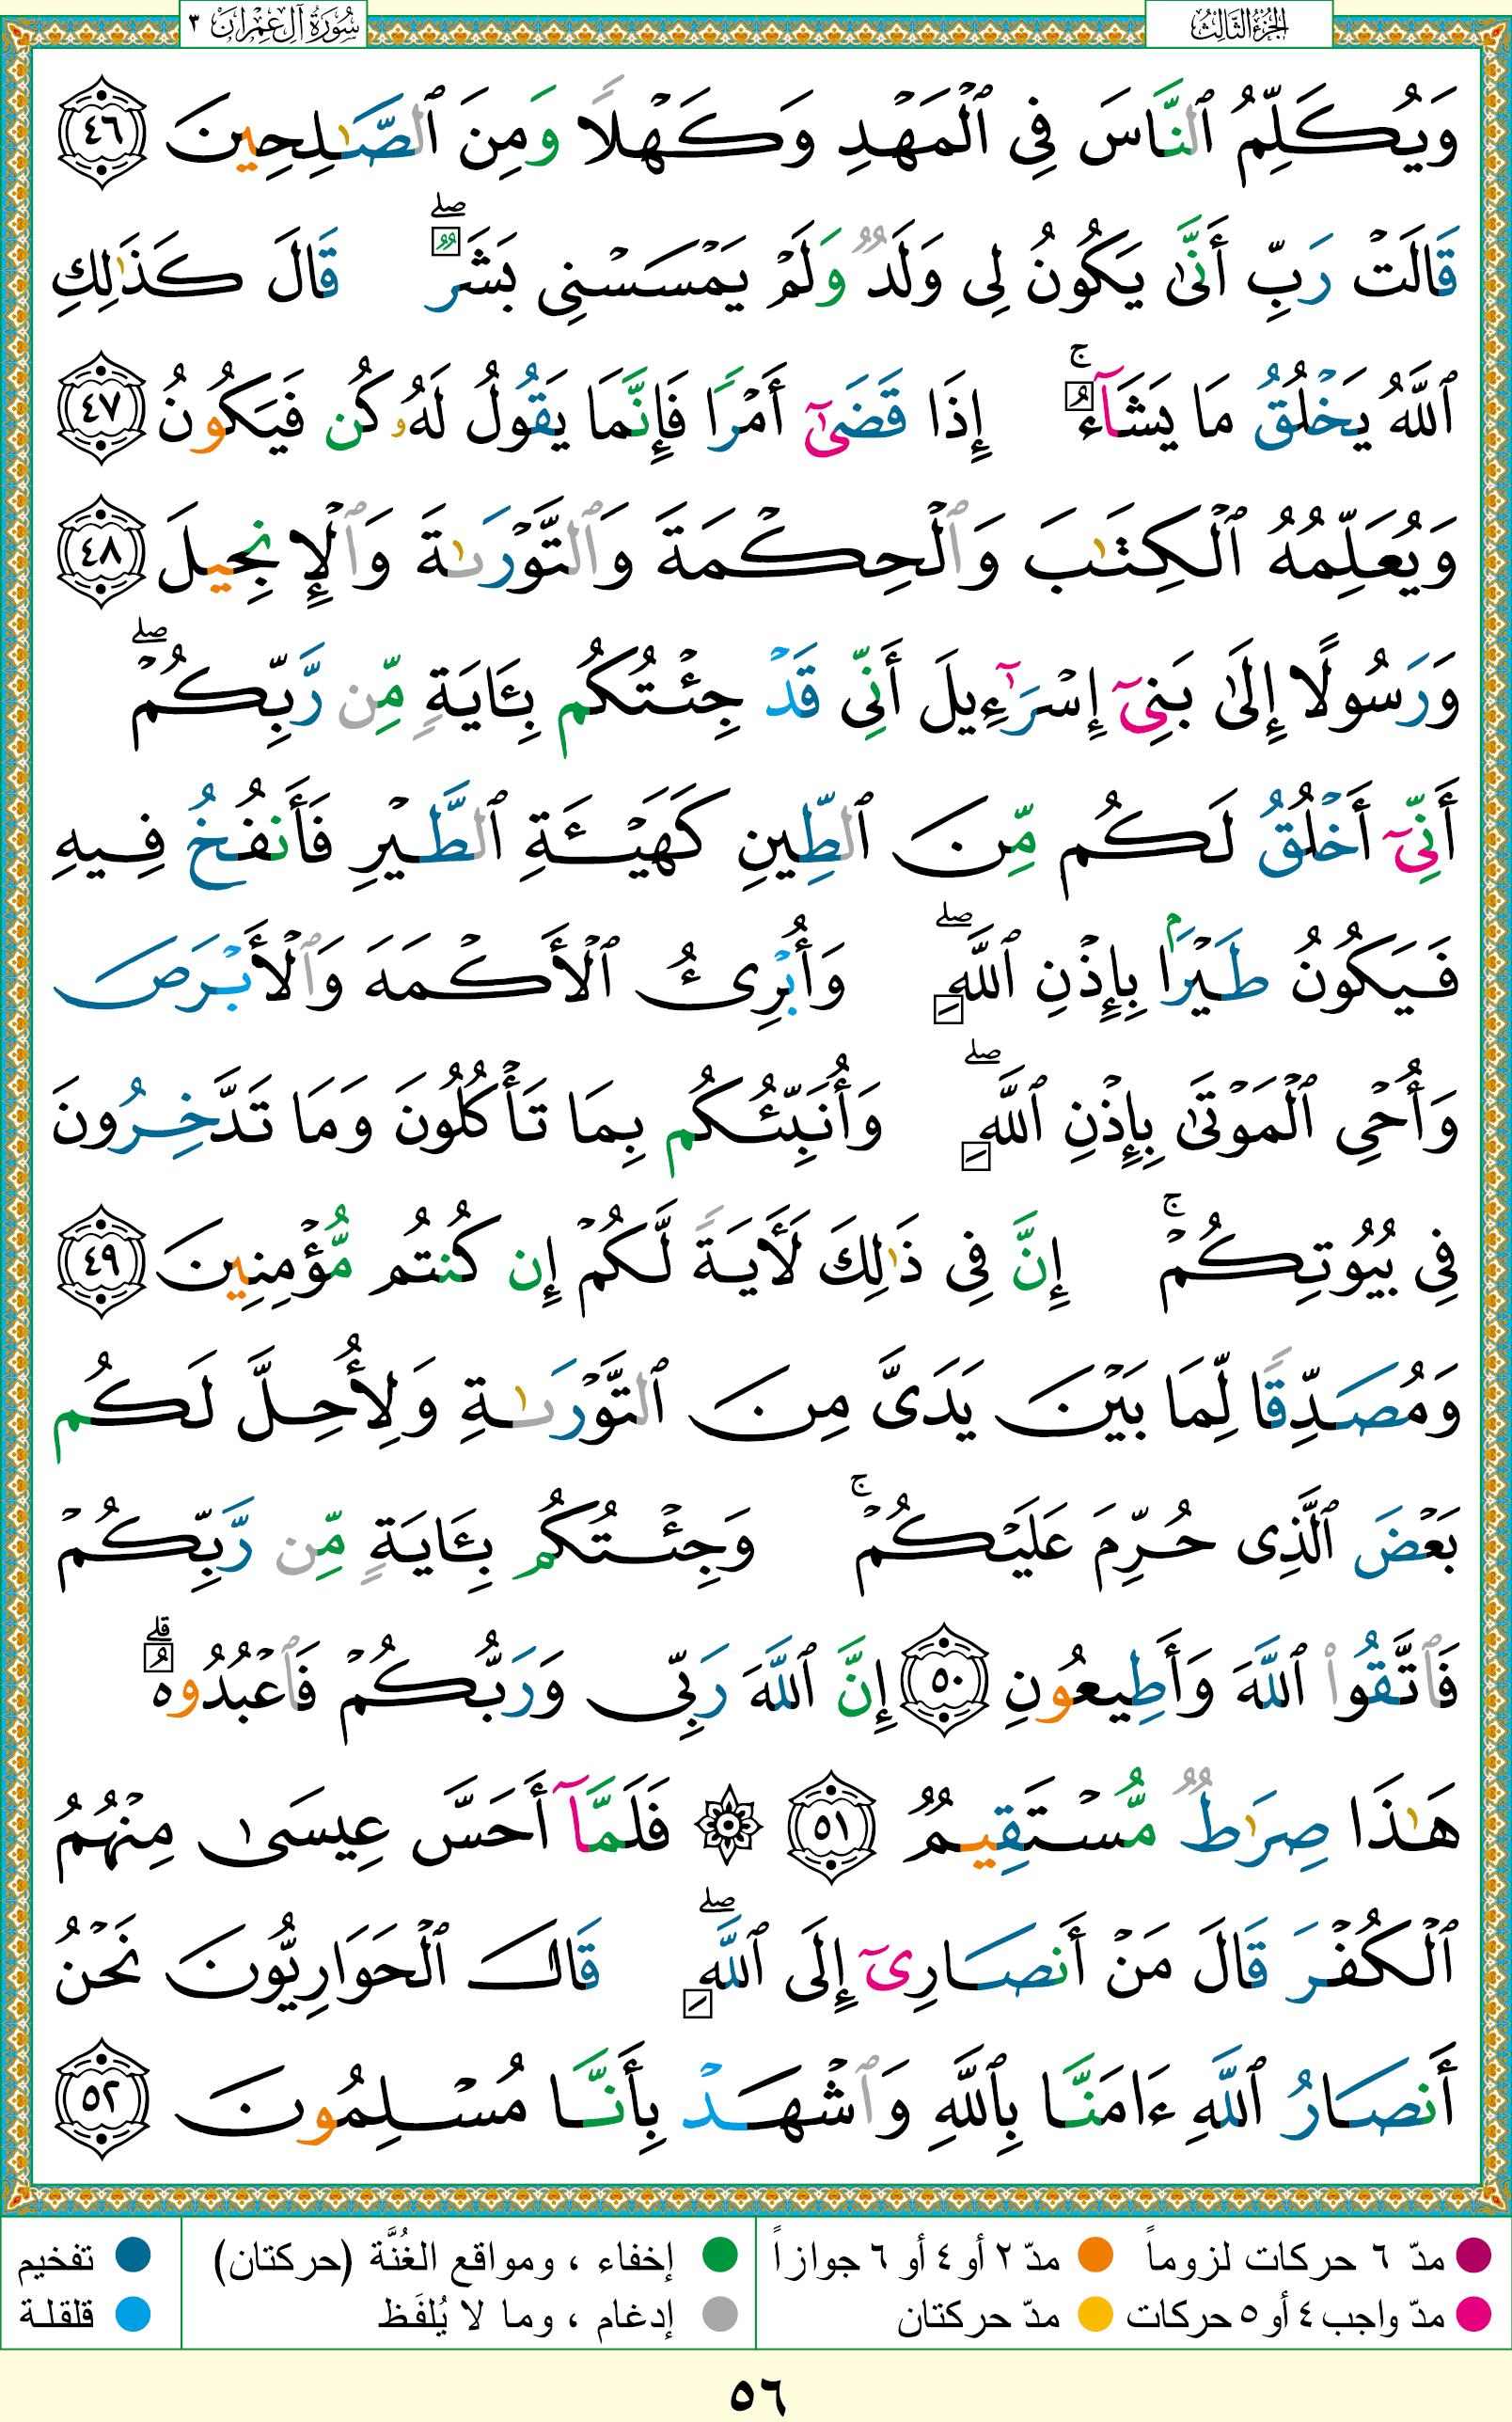 الجُزْءُ الثَّالِثُ
سُورَةُ آلِ عِمْرَانَ ٣
وَيُكَلِّمُ ٱلنَّاسَ فِى ٱلْمَهْدِ وَكَهْلًا وَمِنَ ٱلصَّـٰلِحِينَ ٤٦
قَالَتْ رَبِّ أَنَّىٰ يَكُونُ لِى وَلَدٌ وَلَمْ يَمْسَسْنِى بَشَرٌ ۖ قَالَ كَذَٰلِكِ
ٱللَّهُ يَخْلُقُ مَا يَشَآءُ ۚ إِذَا قَضَىٰٓ أَمْرًا فَإِنَّمَا يَقُولُ لَهُۥ كُن فَيَكُونُ ٤٧
وَيُعَلِّمُهُ ٱلْكِتَـٰبَ وَٱلْحِكْمَةَ وَٱلتَّوْرَىٰةَ وَٱلْإِنجِيلَ ٤٨
وَرَسُولًا إِلَىٰ بَنِىٓ إِسْرَٰٓءِيلَ أَنِّى قَدْ جِئْتُكُم بِـَٔايَةٍ مِّن رَّبِّكُمْ ۖ
أَنِّىٓ أَخْلُقُ لَكُم مِّنَ ٱلطِّينِ كَهَيْـَٔةِ ٱلطَّيْرِ فَأَنفُخُ فِيهِ
فَيَكُونُ طَيْرًۢا بِإِذْنِ ٱللَّهِ ۖ وَأُبْرِئُ ٱلْأَكْمَهَ وَٱلْأَبْرَصَ
وَأُحْىِ ٱلْمَوْتَىٰ بِإِذْنِ ٱللَّهِ ۖ وَأُنَبِّئُكُم بِمَا تَأْكُلُونَ وَمَا تَدَّخِرُونَ
فِى بُيُوتِكُمْ ۚ إِنَّ فِى ذَٰلِكَ لَـَٔايَةً لَّكُمْ إِن كُنتُم مُّؤْمِنِينَ ٤٩
وَمُصَدِّقًا لِّمَا بَيْنَ يَدَىَّ مِنَ ٱلتَّوْرَىٰةِ وَلِأُحِلَّ لَكُم
بَعْضَ ٱلَّذِى حُرِّمَ عَلَيْكُمْ ۚ وَجِئْتُكُم بِـَٔايَةٍ مِّن رَّبِّكُمْ
فَٱتَّقُوا۟ ٱللَّهَ وَأَطِيعُونِ ٥٠ إِنَّ ٱللَّهَ رَبِّى وَرَبُّكُمْ فَٱعْبُدُوهُ ۗ
هَـٰذَا صِرَٰطٌ مُّسْتَقِيمٌ ٥١ ۞ فَلَمَّآ أَحَسَّ عِيسَىٰ مِنْهُمُ
ٱلْكُفْرَ قَالَ مَنْ أَنصَارِىٓ إِلَى ٱللَّهِ ۖ قَالَ ٱلْحَوَارِيُّونَ نَحْنُ
أَنصَارُ ٱللَّهِ ءَامَنَّا بِٱللَّهِ وَٱشْهَدْ بِأَنَّا مُسْلِمُونَ ٥٢
مدّ ٦ حركات لزوماً مدّ ٢ أو ٤ أو ٦ جوازاً إخفاء ، ومواقع الغُنَّة (حركتان) تفخيم
مدّ واجب ٤ أو ٥ حركات مدّ حركتان إدغام ، وما لا يُلفَظ قلقلة
٥٦